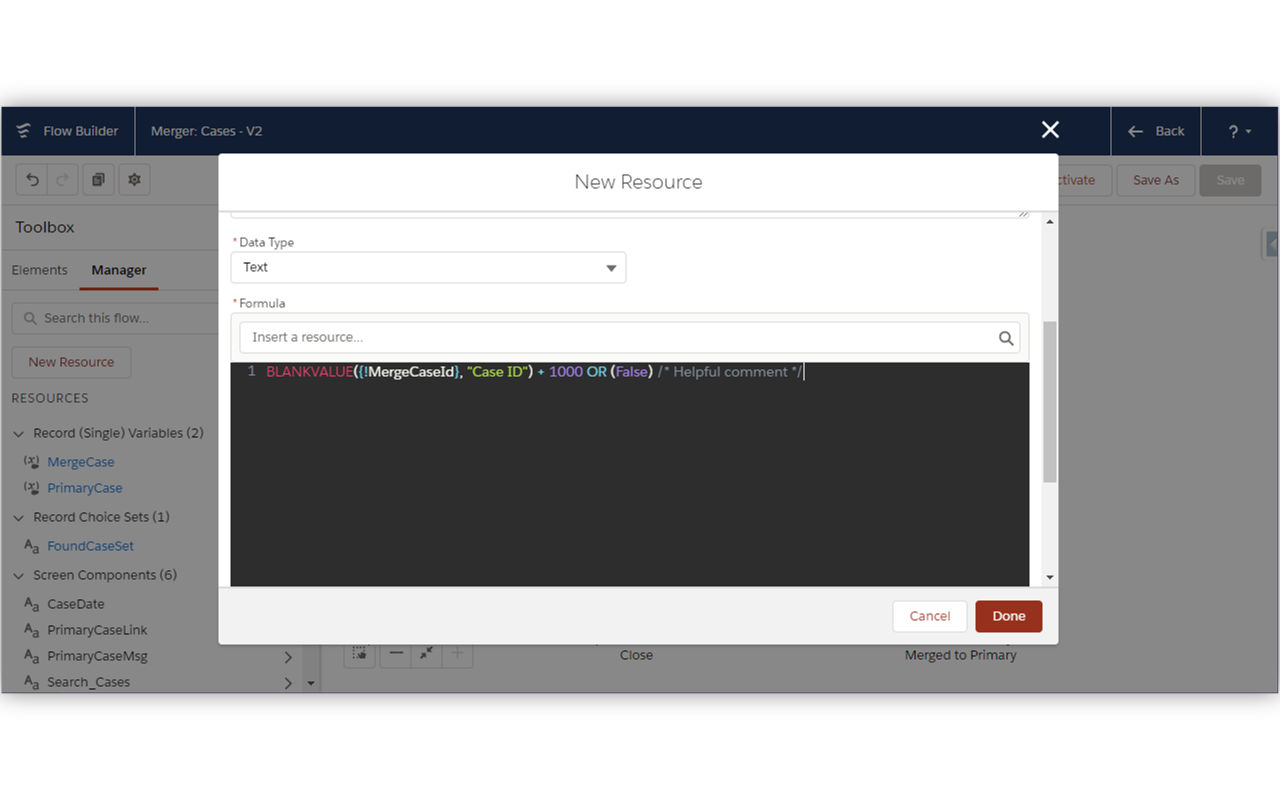 Flow Builder
Merger: Cases - V2
Back
?
New Resource
Save As
Save
Toolbox
Elements
Manager
Search this flow...
New Resource
RESOURCES
Record (Single) Variables (2)
MergeCase
PrimaryCase
Record Choice Sets (1)
FoundCaseSet
Screen Components (6)
CaseDate
PrimaryCaseLink
PrimaryCaseMsg
Search_Cases
* Data Type
Text
* Formula
Insert a resource...
1 BLANKVALUE({!MergeCaseId}, "Case ID") + 1000 OR (False) /* Helpful comment */
Cancel
Done
Close
Merged to Primary